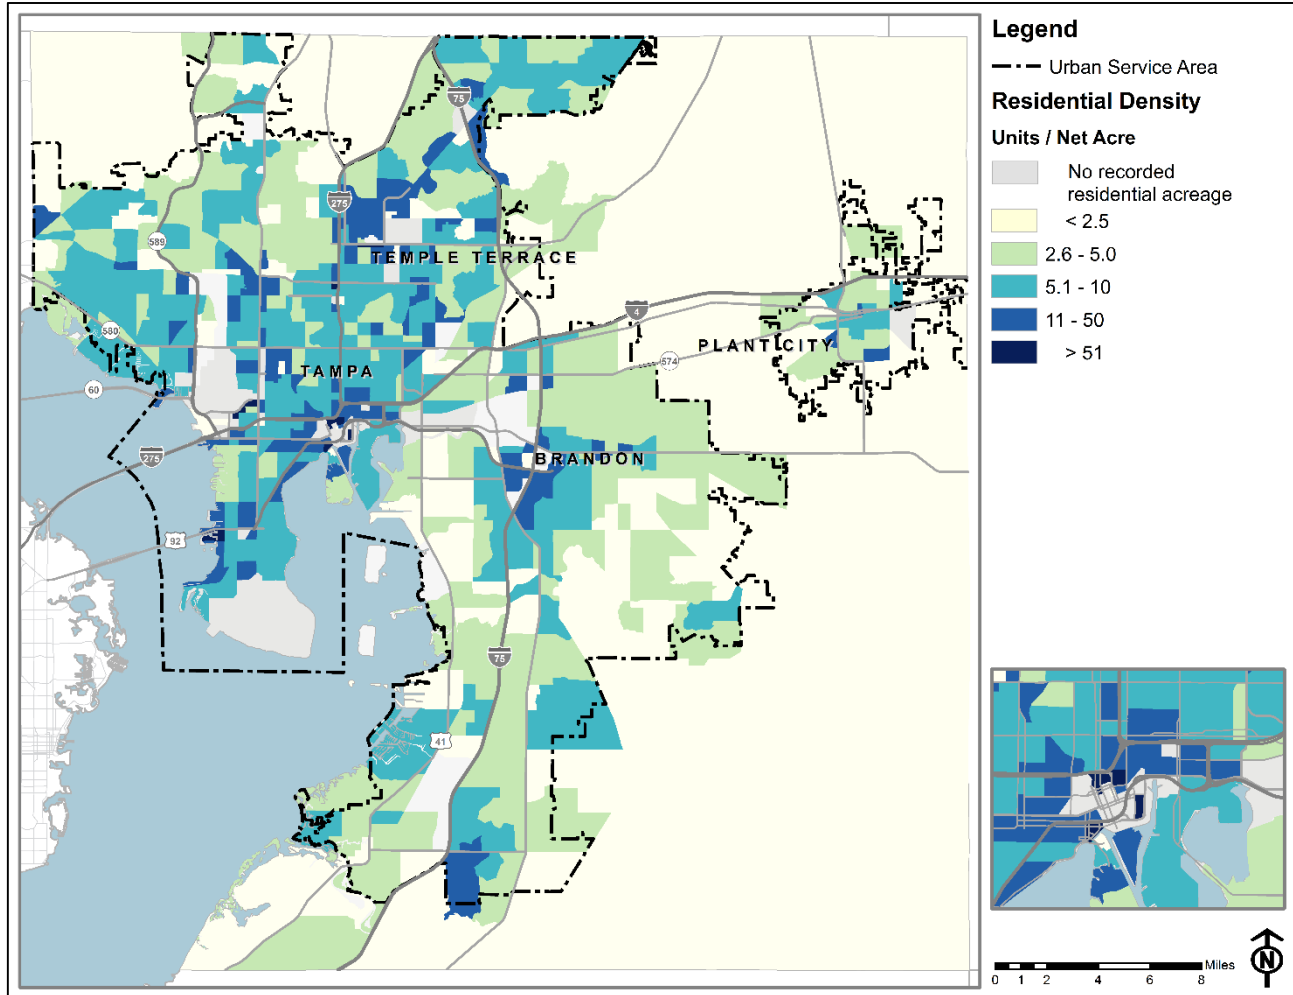 Legend
Urban Service Area
Residential Density
Units / Net Acre
No recorded
residential acreage
< 2.5
2.6 - 5.0
5.1 - 10
11 - 50
> 51
75
275
589
TEMPLE TERRACE
4
580
PLANT CITY
574
TAMPA
60
275
BRANDON
92
75
41
Miles
0 1 2 4 6 8
N